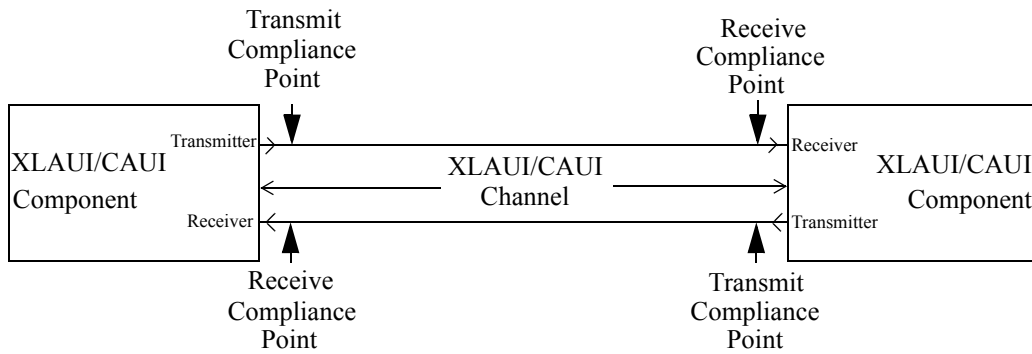 Transmit
Compliance
Point
Receive
Compliance
Point
Transmitter
Receiver
XLAUI/CAUI
Component
XLAUI/CAUI
Channel
XLAUI/CAUI
Component
Receiver
Transmitter
Receive
Compliance
Point
Transmit
Compliance
Point